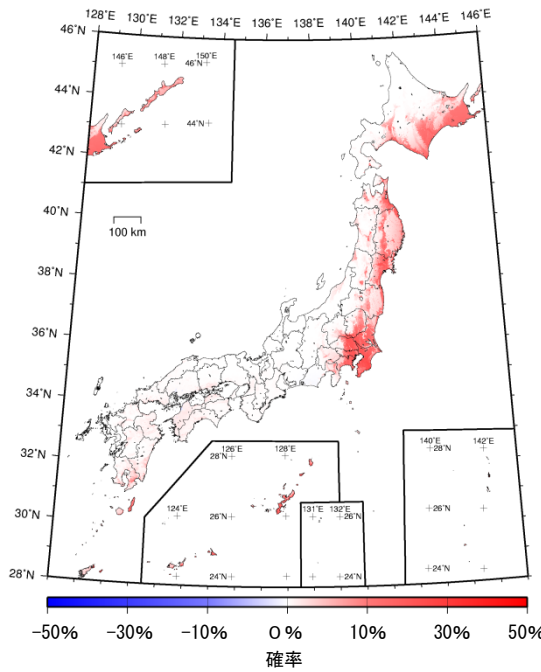 128°E 130°E 132°E 134°E 136°E 138°E 140°E 142°E 144°E 146°E
46°N
146°E 148°E 150°E
46°N
44°N
44°N
42°N
40°N
100 km
38°N
36°N
34°N
32°N
126°E 128°E
28°N
140°E 142°E
28°N
30°N
124°E
26°N
131°E 132°E
26°N
26°N
28°N
24°N
24°N
24°N
-50% -30% -10% 0% 10% 30% 50%
確率